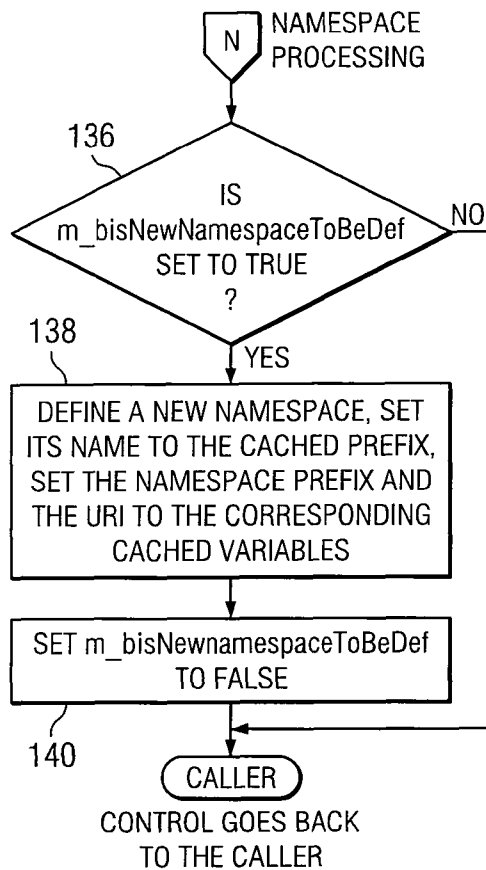 N
NAMESPACE
PROCESSING
136
IS
m_bisNewNamespaceToBeDef
SET TO TRUE
?
NO
YES
138
DEFINE A NEW NAMESPACE, SET
ITS NAME TO THE CACHED PREFIX,
SET THE NAMESPACE PREFIX AND
THE URI TO THE CORRESPONDING
CACHED VARIABLES
SET m_bisNewnamespaceToBeDef
TO FALSE
140
CALLER
CONTROL GOES BACK
TO THE CALLER